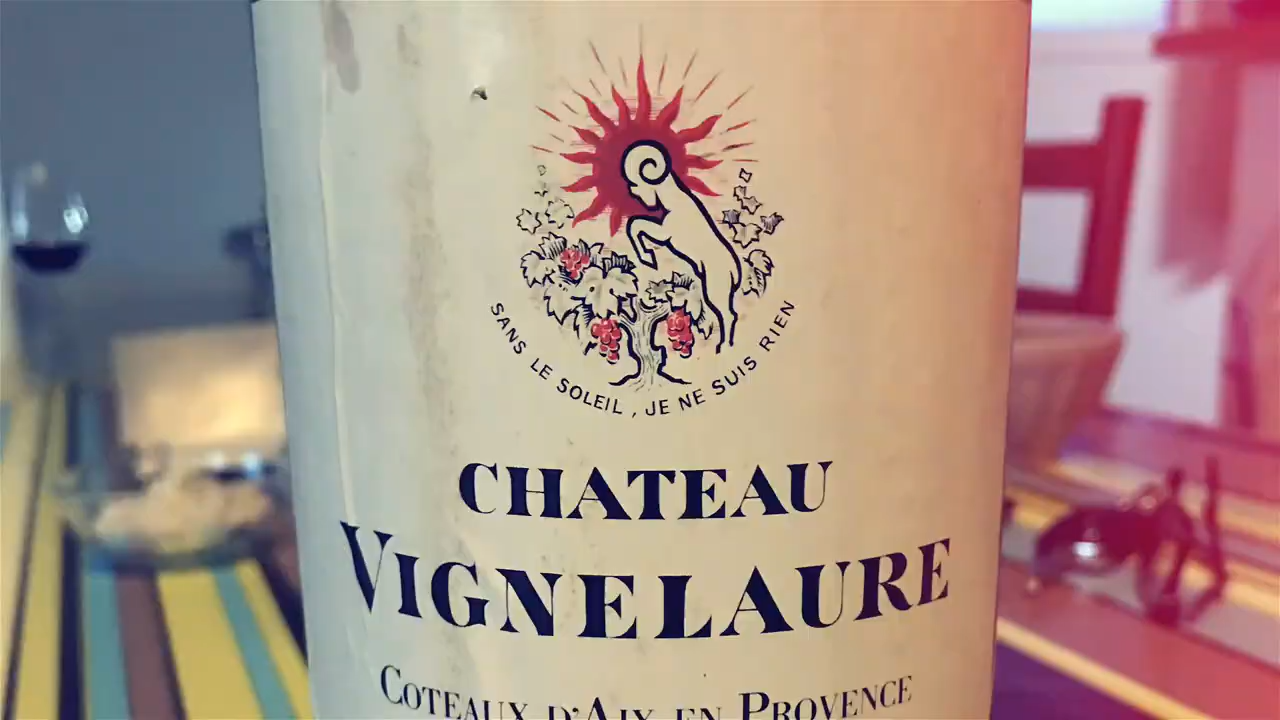 SANS LE SOLEIL, JE NE SUIS RIEN
CHATEAU
VIGNELAURE
COTEAUX D'AIX EN PROVENCE